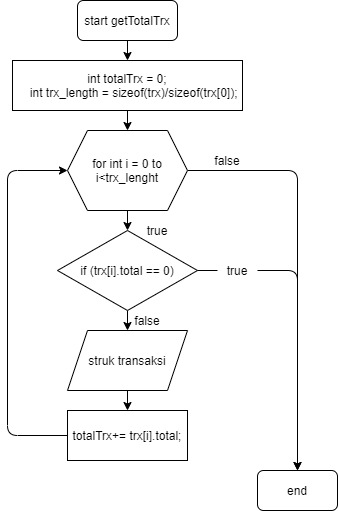 start getTotalTrx
int totalTrx = 0;
int trx_length = sizeof(trx)/sizeof(trx[0]);
for int i = 0 to
i<trx_lenght
false
true
if (trx[i].total == 0)
true
false
struk transaksi
totalTrx+= trx[i].total;
end